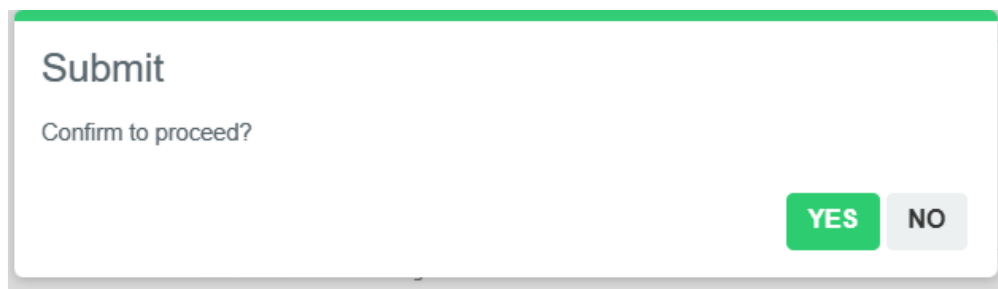 Submit
Confirm to proceed?
YES NO